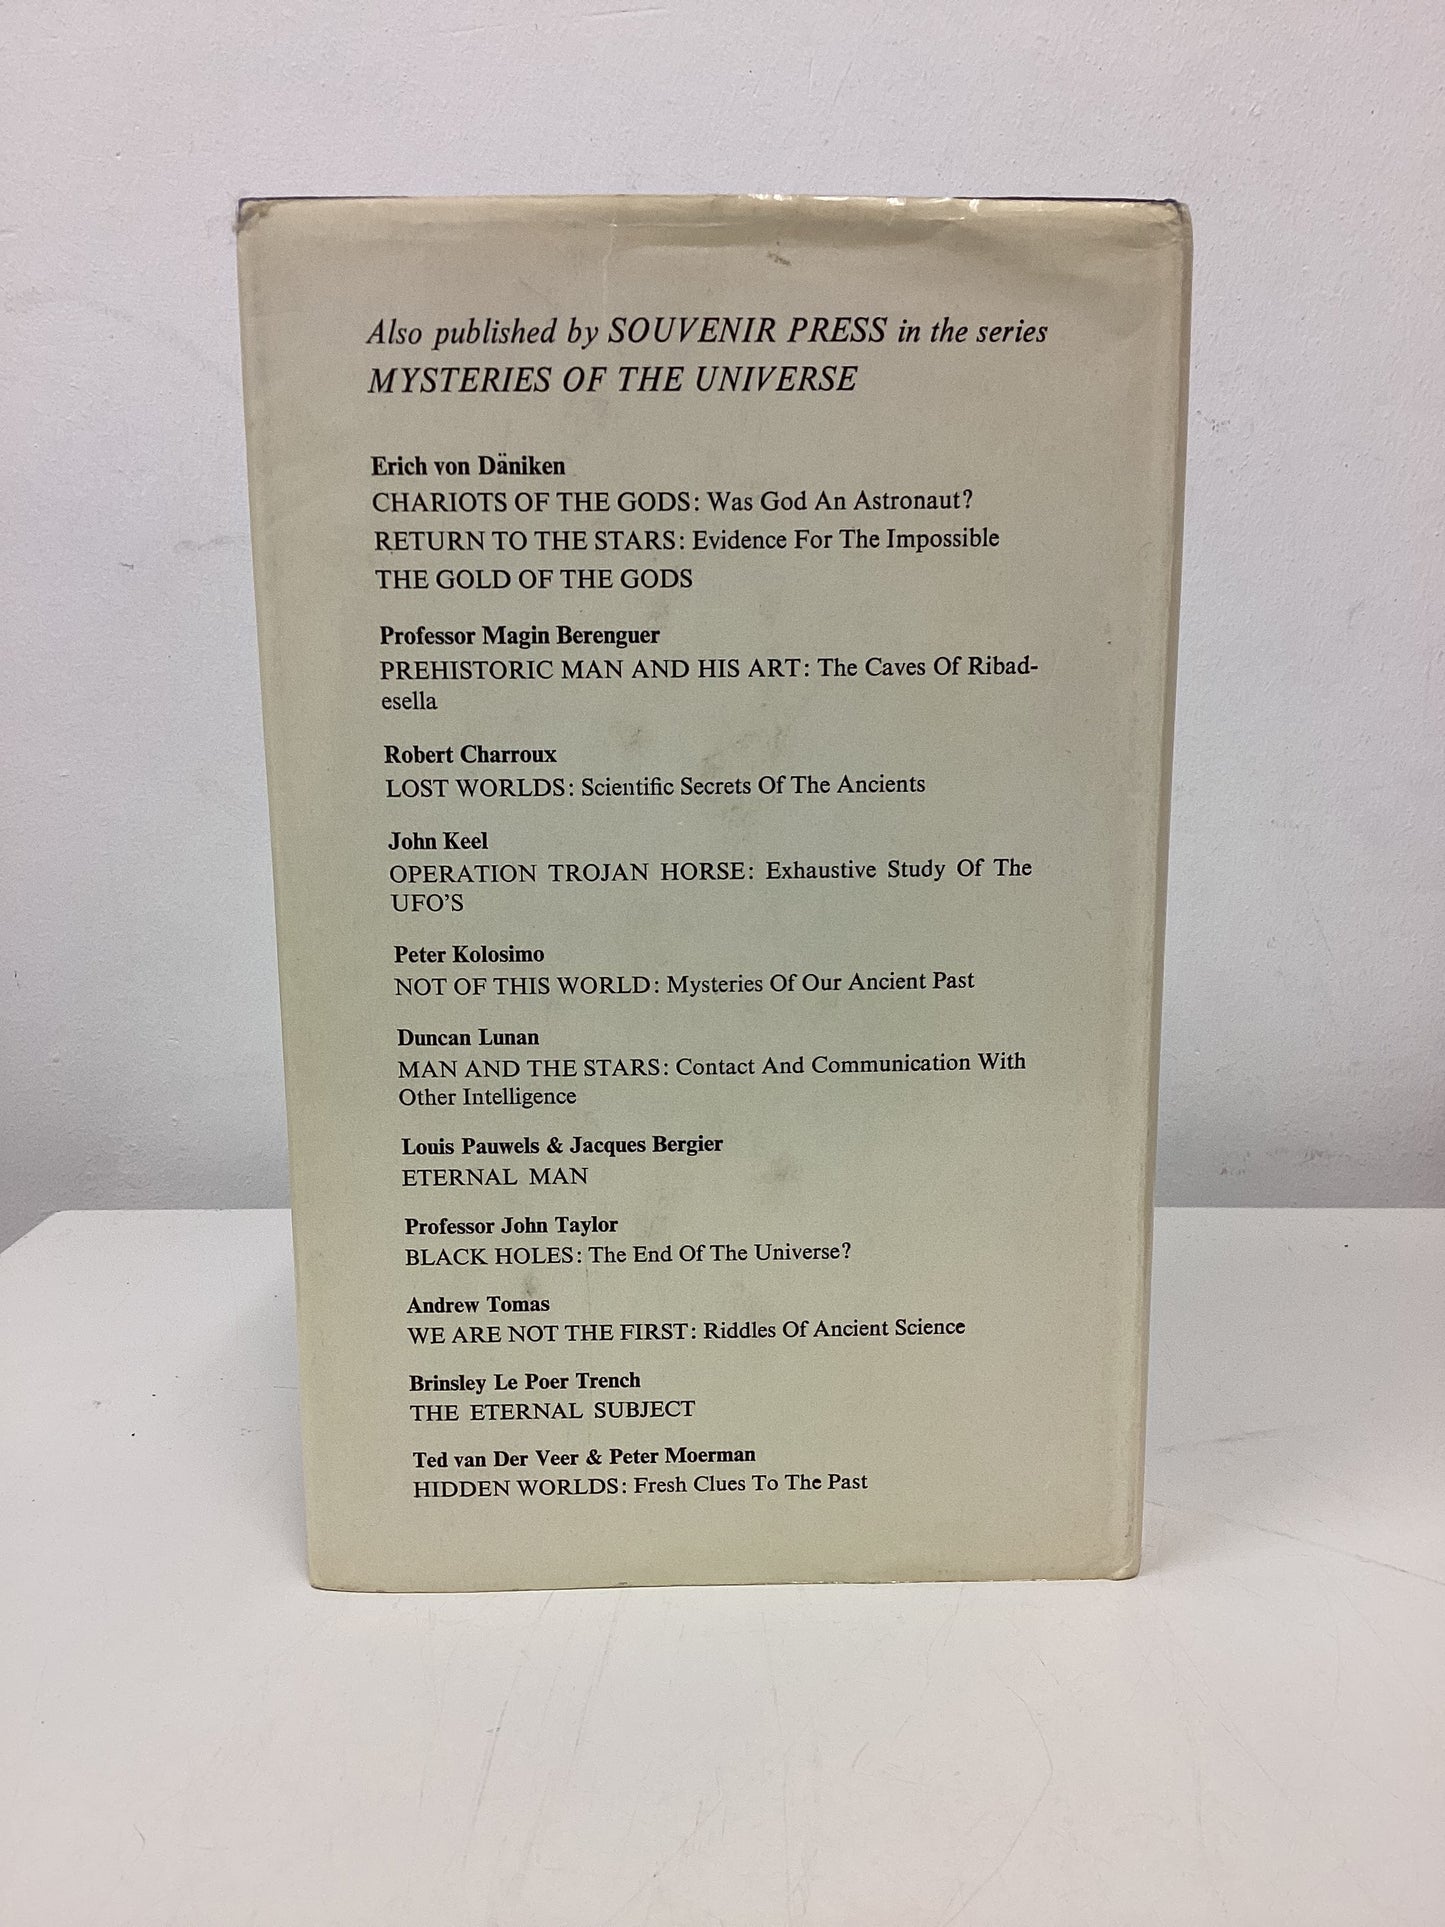 Also published by SOUVENIR PRESS in the series
MYSTERIES OF THE UNIVERSE
Erich von Däniken
CHARIOTS OF THE GODS: Was God An Astronaut?
RETURN TO THE STARS: Evidence For The Impossible
THE GOLD OF THE GODS
Professor Magin Berenguer
PREHISTORIC MAN AND HIS ART: The Caves Of Ribad-
esella
Robert Charroux
LOST WORLDS: Scientific Secrets Of The Ancients
John Keel
OPERATION TROJAN HORSE: Exhaustive Study Of The
UFO'S
Peter Kolosimo
NOT OF THIS WORLD: Mysteries Of Our Ancient Past
Duncan Lunan
MAN AND THE STARS: Contact And Communication With
Other Intelligence
Louis Pauwels & Jacques Bergier
ETERNAL MAN
Professor John Taylor
BLACK HOLES: The End Of The Universe?
Andrew Tomas
WE ARE NOT THE FIRST: Riddles Of Ancient Science
Brinsley Le Poer Trench
THE ETERNAL SUBJECT
Ted van Der Veer & Peter Moerman
HIDDEN WORLDS: Fresh Clues To The Past